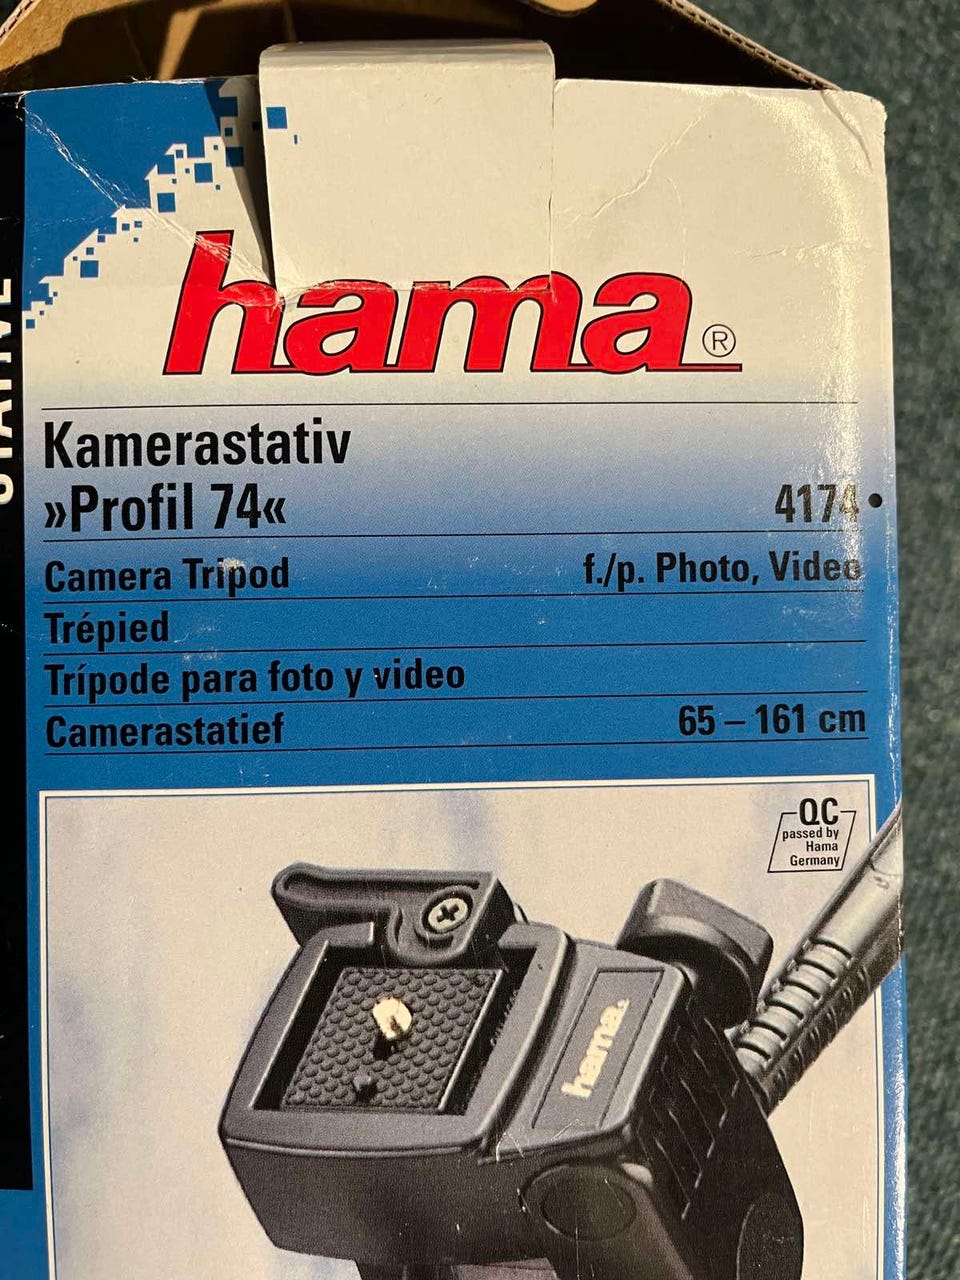 hama®
Kamerastativ
»Profil 74« 4174 •
Camera Tripod f./p. Photo, Video
Trépied
Trípode para foto y video
Camerastatief 65 – 161 cm
QC
passed by
Hama
Germany
hama.